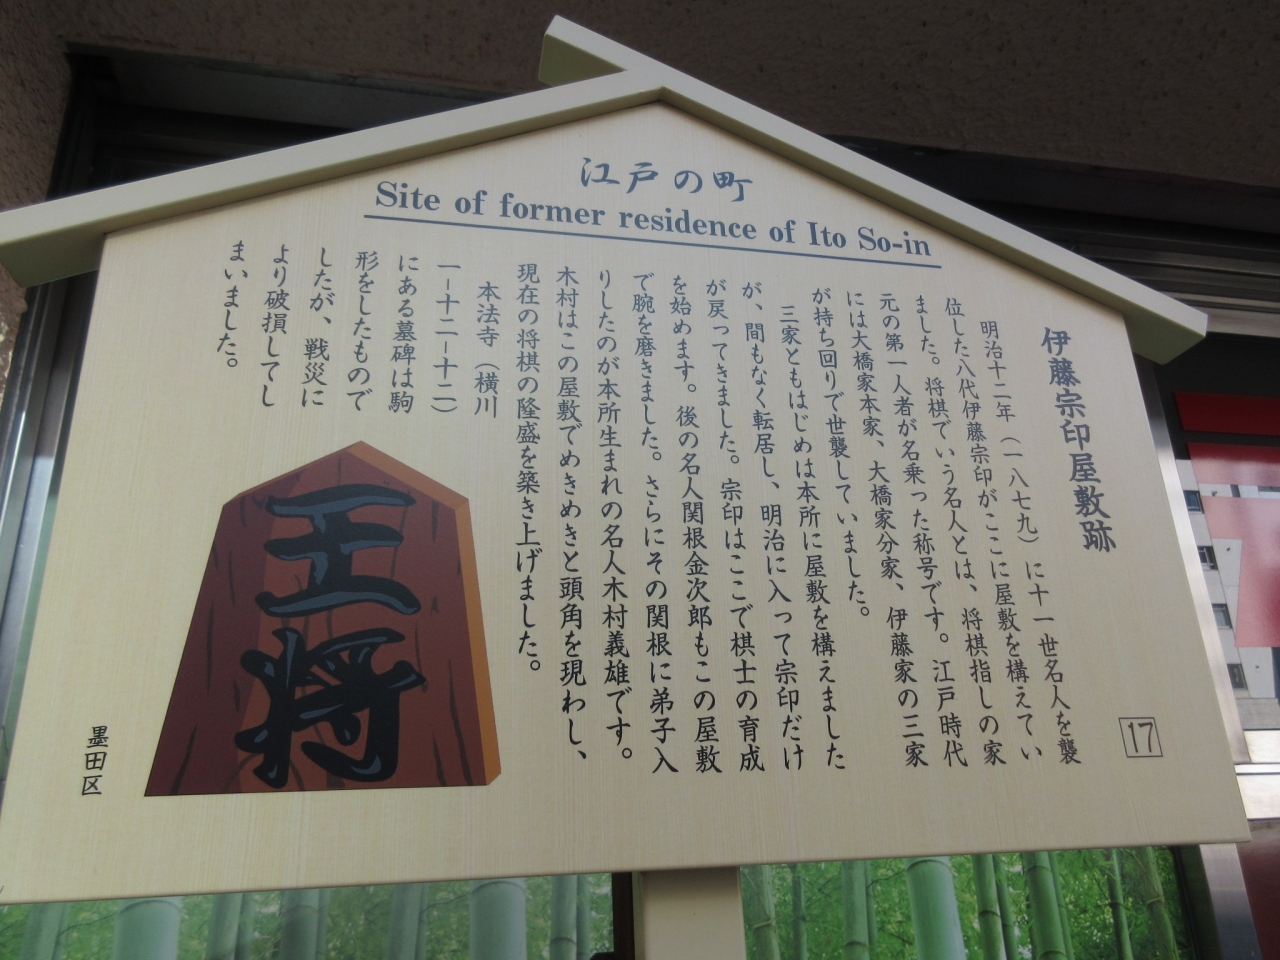 江戸の町
Site of former residence of Ito So-in
伊藤宗印屋敷跡
17
明治十二年（一八七九）に十一世名人を襲
位した八代伊藤宗印がここに屋敷を構えてい
ました。将棋でいう名人とは、将棋指しの家
元の第一人者が名乗った称号です。江戸時代
には大橋家本家、大橋家分家、伊藤家の三家
が持ち回りで世襲していました。
三家ともはじめは本所に屋敷を構えました
が、間もなく転居し、明治に入って宗印だけ
が戻ってきました。宗印はここで棋士の育成
を始めます。後の名人関根金次郎もこの屋敷
で腕を磨きました。さらにその関根に弟子入
りしたのが本所生まれの名人木村義雄です。
木村はこの屋敷でめきめきと頭角を現わし、
現在の将棋の隆盛を築き上げました。
本法寺（横川
一－十二－十二）
にある墓碑は駒
形をしたもので
したが、戦災に
より破損してし
まいました。
王将
墨田区